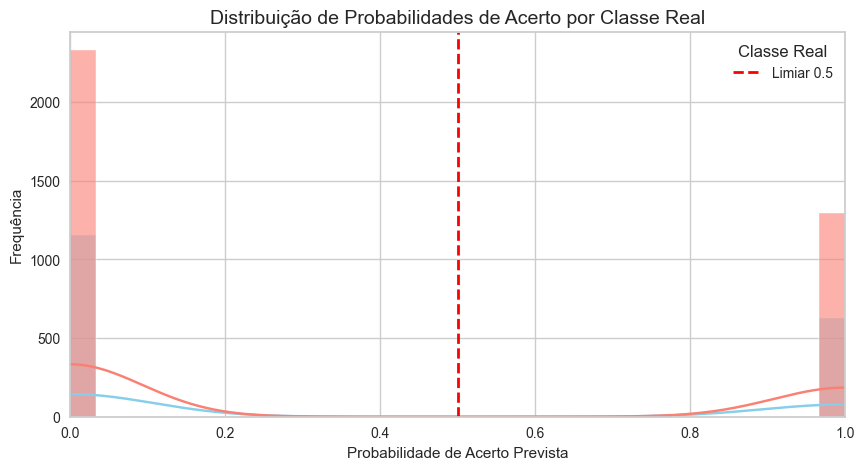 Distribuição de Probabilidades de Acerto por Classe Real
Classe Real
Limiar 0.5
Frequência
2000
1500
1000
500
0
0.0 0.2 0.4 0.6 0.8 1.0
Probabilidade de Acerto Prevista